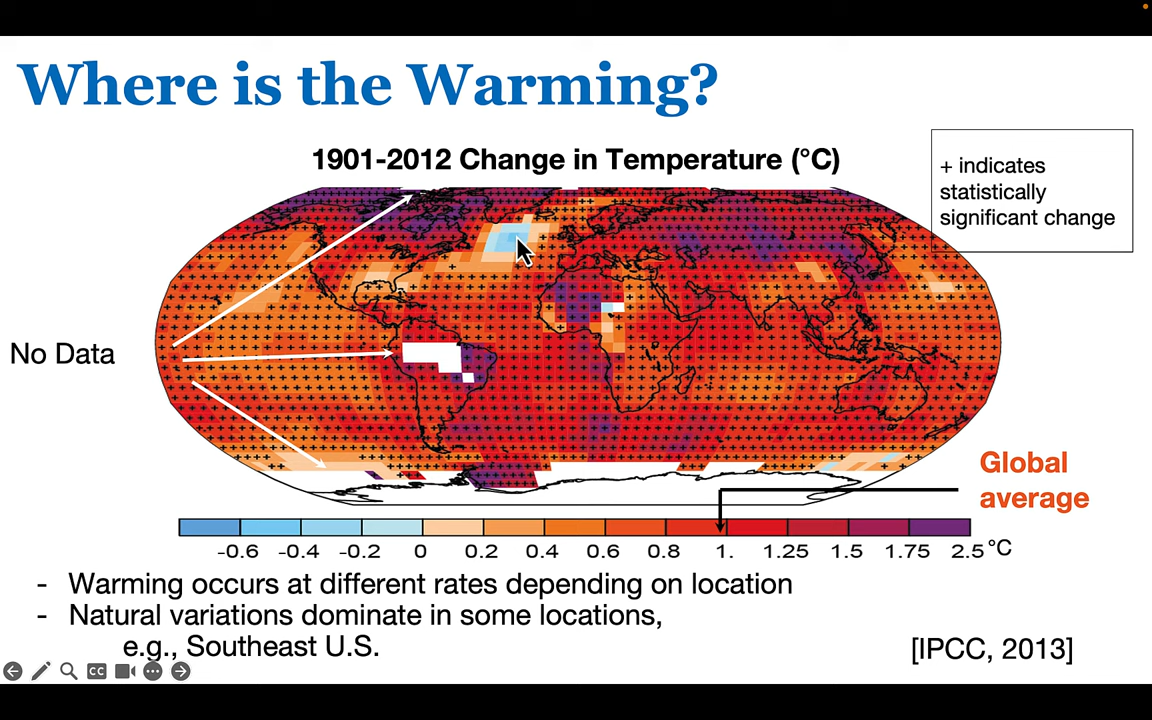 Where is the Warming?
1901-2012 Change in Temperature (°C)
+ indicates
statistically
significant change
No Data
Global
average
-0.6 -0.4 -0.2 0 0.2 0.4 0.6 0.8 1. 1.25 1.5 1.75 2.5 °C
- Warming occurs at different rates depending on location
- Natural variations dominate in some locations,
e.g., Southeast U.S.
[IPCC, 2013]
CC